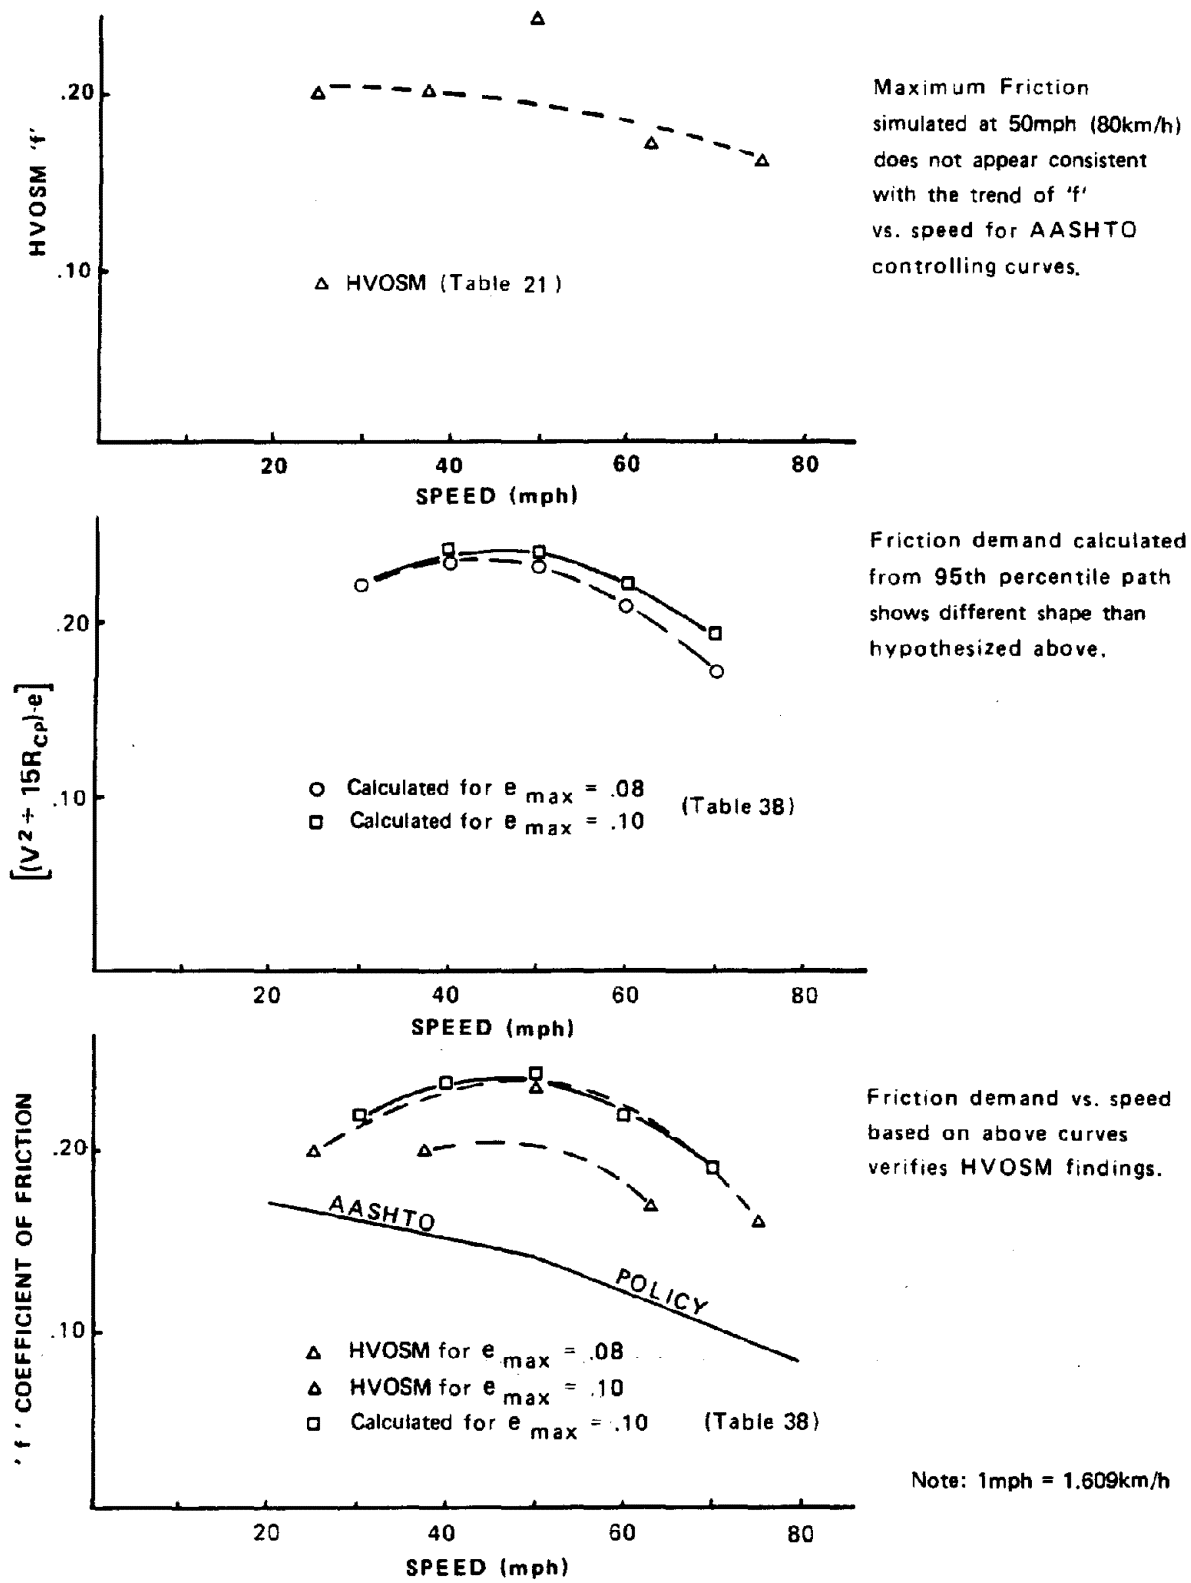 .20
.10
HVOSM 'f'
△ HVOSM (Table 21)
20 40 60 80
SPEED (mph)
Maximum Friction
simulated at 50mph (80km/h)
does not appear consistent
with the trend of 'f'
vs. speed for AASHTO
controlling curves.
.20
.10
[(V² ÷ 15R_CP)-e]
○ Calculated for e max = .08
□ Calculated for e max = .10
(Table 38)
20 40 60 80
SPEED (mph)
Friction demand calculated
from 95th percentile path
shows different shape than
hypothesized above.
.20
.10
'f' COEFFICIENT OF FRICTION
AASHTO
POLICY
△ HVOSM for e max = .08
△ HVOSM for e max = .10
□ Calculated for e max = .10 (Table 38)
20 40 60 80
SPEED (mph)
Friction demand vs. speed
based on above curves
verifies HVOSM findings.
Note: 1mph = 1.609km/h